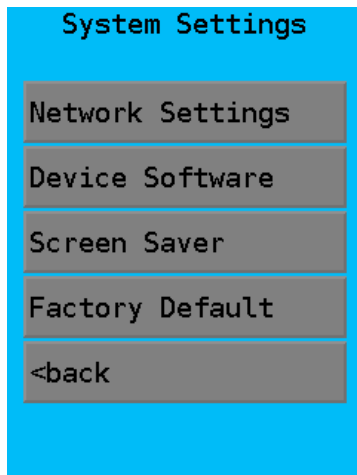 System Settings
Network Settings
Device Software
Screen Saver
Factory Default
<back